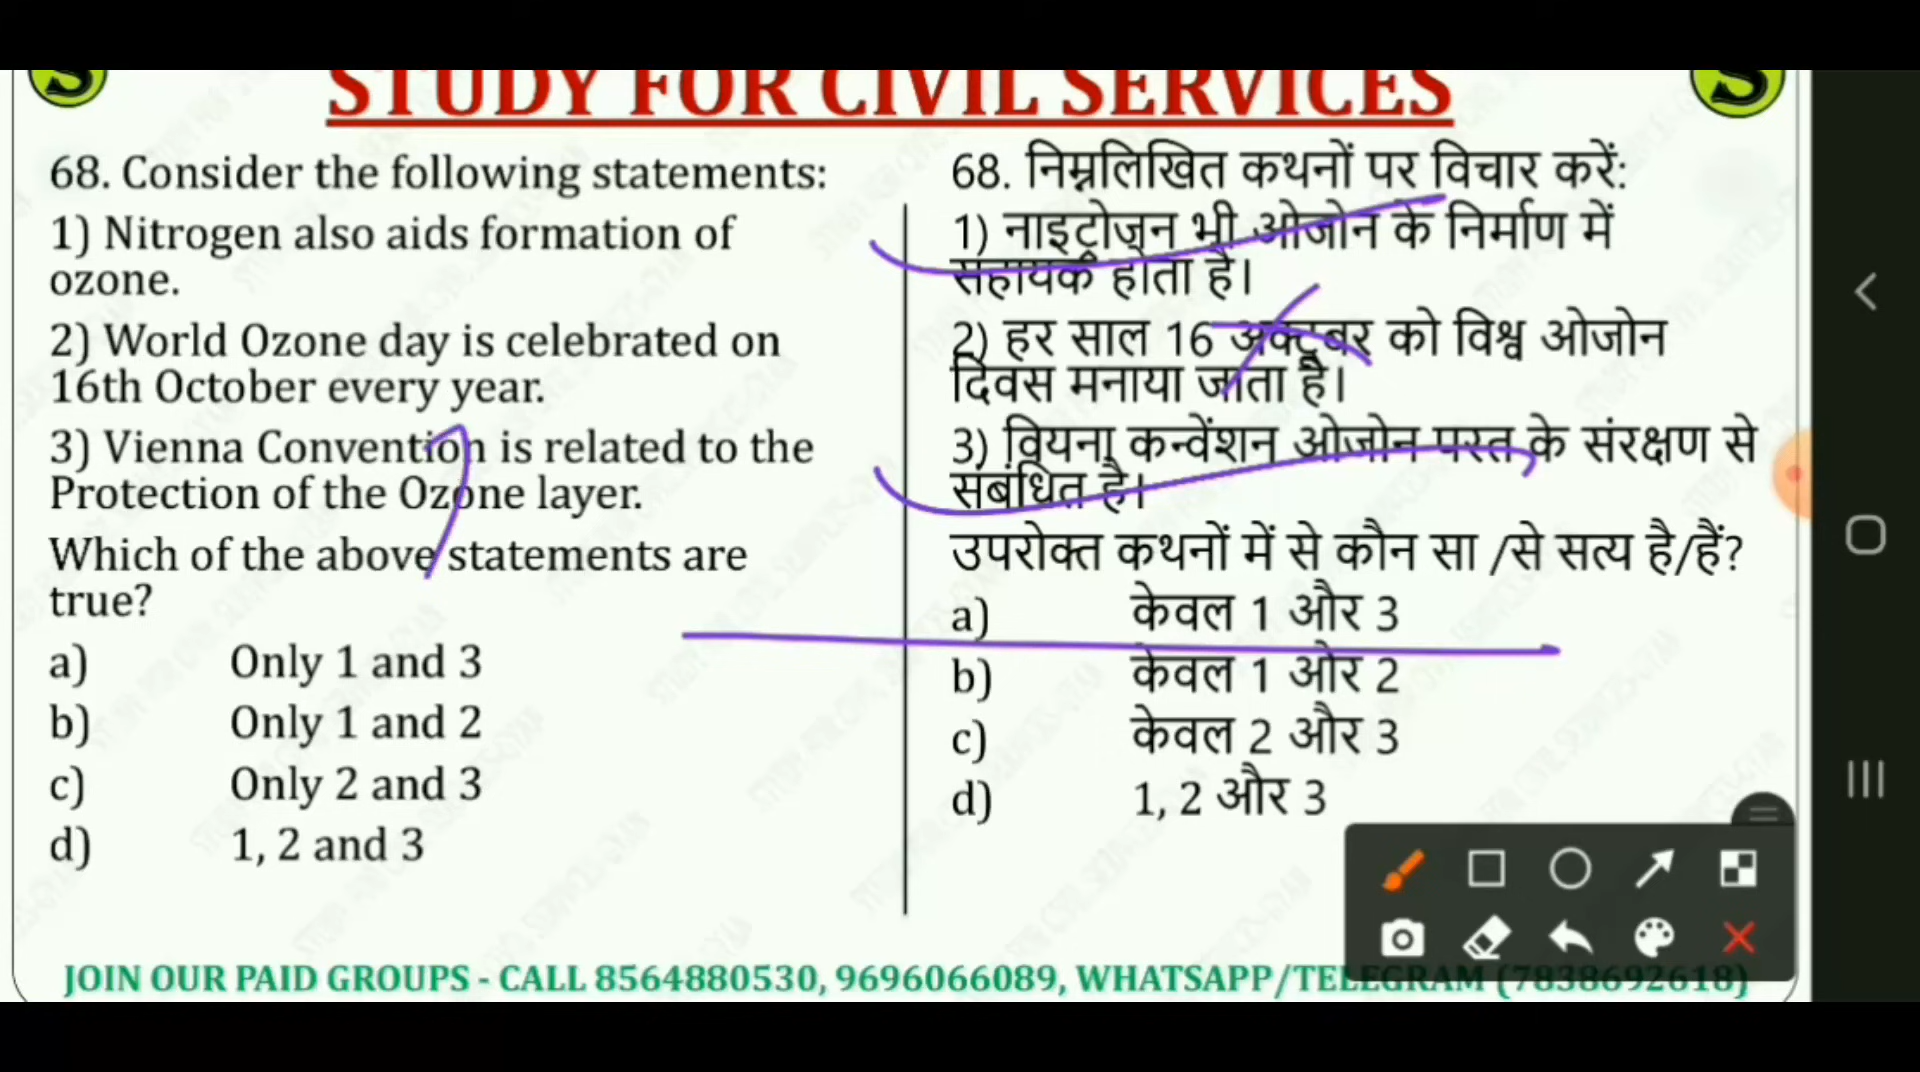 STUDY FOR CIVIL SERVICES
68. Consider the following statements:
1) Nitrogen also aids formation of
ozone.
2) World Ozone day is celebrated on
16th October every year.
3) Vienna Convention is related to the
Protection of the Ozone layer.
Which of the above statements are
true?
a) Only 1 and 3
b) Only 1 and 2
c) Only 2 and 3
d) 1, 2 and 3
68. निम्नलिखित कथनों पर विचार करें:
1) नाइट्रोजन भी ओजोन के निर्माण में
सहायक होता है।
2) हर साल 16 अक्टूबर को विश्व ओजोन
दिवस मनाया जाता है।
3) वियना कन्वेंशन ओजोन परत के संरक्षण से
संबंधित है।
उपरोक्त कथनों में से कौन सा /से सत्य है/हैं?
a) केवल 1 और 3
b) केवल 1 और 2
c) केवल 2 और 3
d) 1, 2 और 3
JOIN OUR PAID GROUPS - CALL 8564880530, 9696066089, WHATSAPP/TELEGRAM (7838692618)